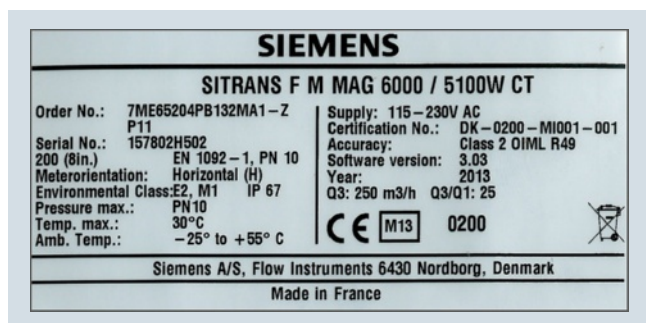 SIEMENS
SITRANS F M MAG 6000 / 5100W CT
Order No.: 7ME65204PB132MA1-Z
P11
Serial No.: 157802H502
200 (8in.) EN 1092-1, PN 10
Meterorientation: Horizontal (H)
Environmental Class:E2, M1 IP 67
Pressure max.: PN10
Temp. max.: 30°C
Amb. Temp.: -25° to +55° C
Supply: 115-230V AC
Certification No.: DK-0200-MI001-001
Accuracy: Class 2 OIML R49
Software version: 3.03
Year: 2013
Q3: 250 m3/h Q3/Q1: 25
CE M13 0200
Siemens A/S, Flow Instruments 6430 Nordborg, Denmark
Made in France